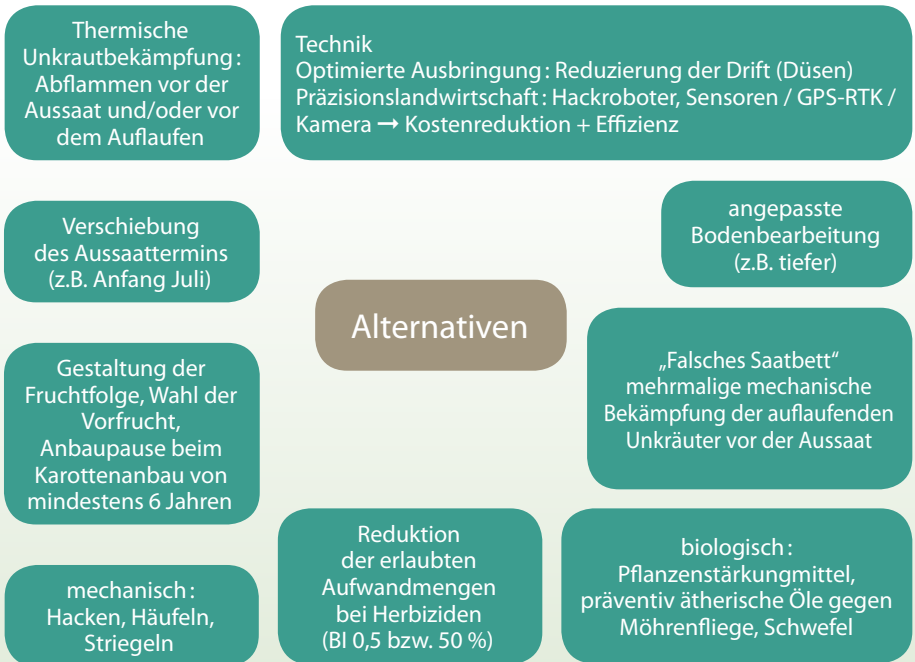 Thermische
Unkrautbekämpfung:
Abflammen vor der
Aussaat und/oder vor
dem Auflaufen
Technik
Optimierte Ausbringung: Reduzierung der Drift (Düsen)
Präzisionslandwirtschaft: Hackroboter, Sensoren / GPS-RTK /
Kamera → Kostenreduktion + Effizienz
Verschiebung
des Aussaattermins
(z.B. Anfang Juli)
angepasste
Bodenbearbeitung
(z.B. tiefer)
Alternativen
Gestaltung der
Fruchtfolge, Wahl der
Vorfrucht,
Anbaupause beim
Karottenanbau von
mindestens 6 Jahren
„Falsches Saatbett“
mehrmalige mechanische
Bekämpfung der auflaufenden
Unkräuter vor der Aussaat
mechanisch:
Hacken, Häufeln,
Striegeln
Reduktion
der erlaubten
Aufwandmengen
bei Herbiziden
(BI 0,5 bzw. 50 %)
biologisch:
Pflanzenstärkungmittel,
präventiv ätherische Öle gegen
Möhrenfliege, Schwefel